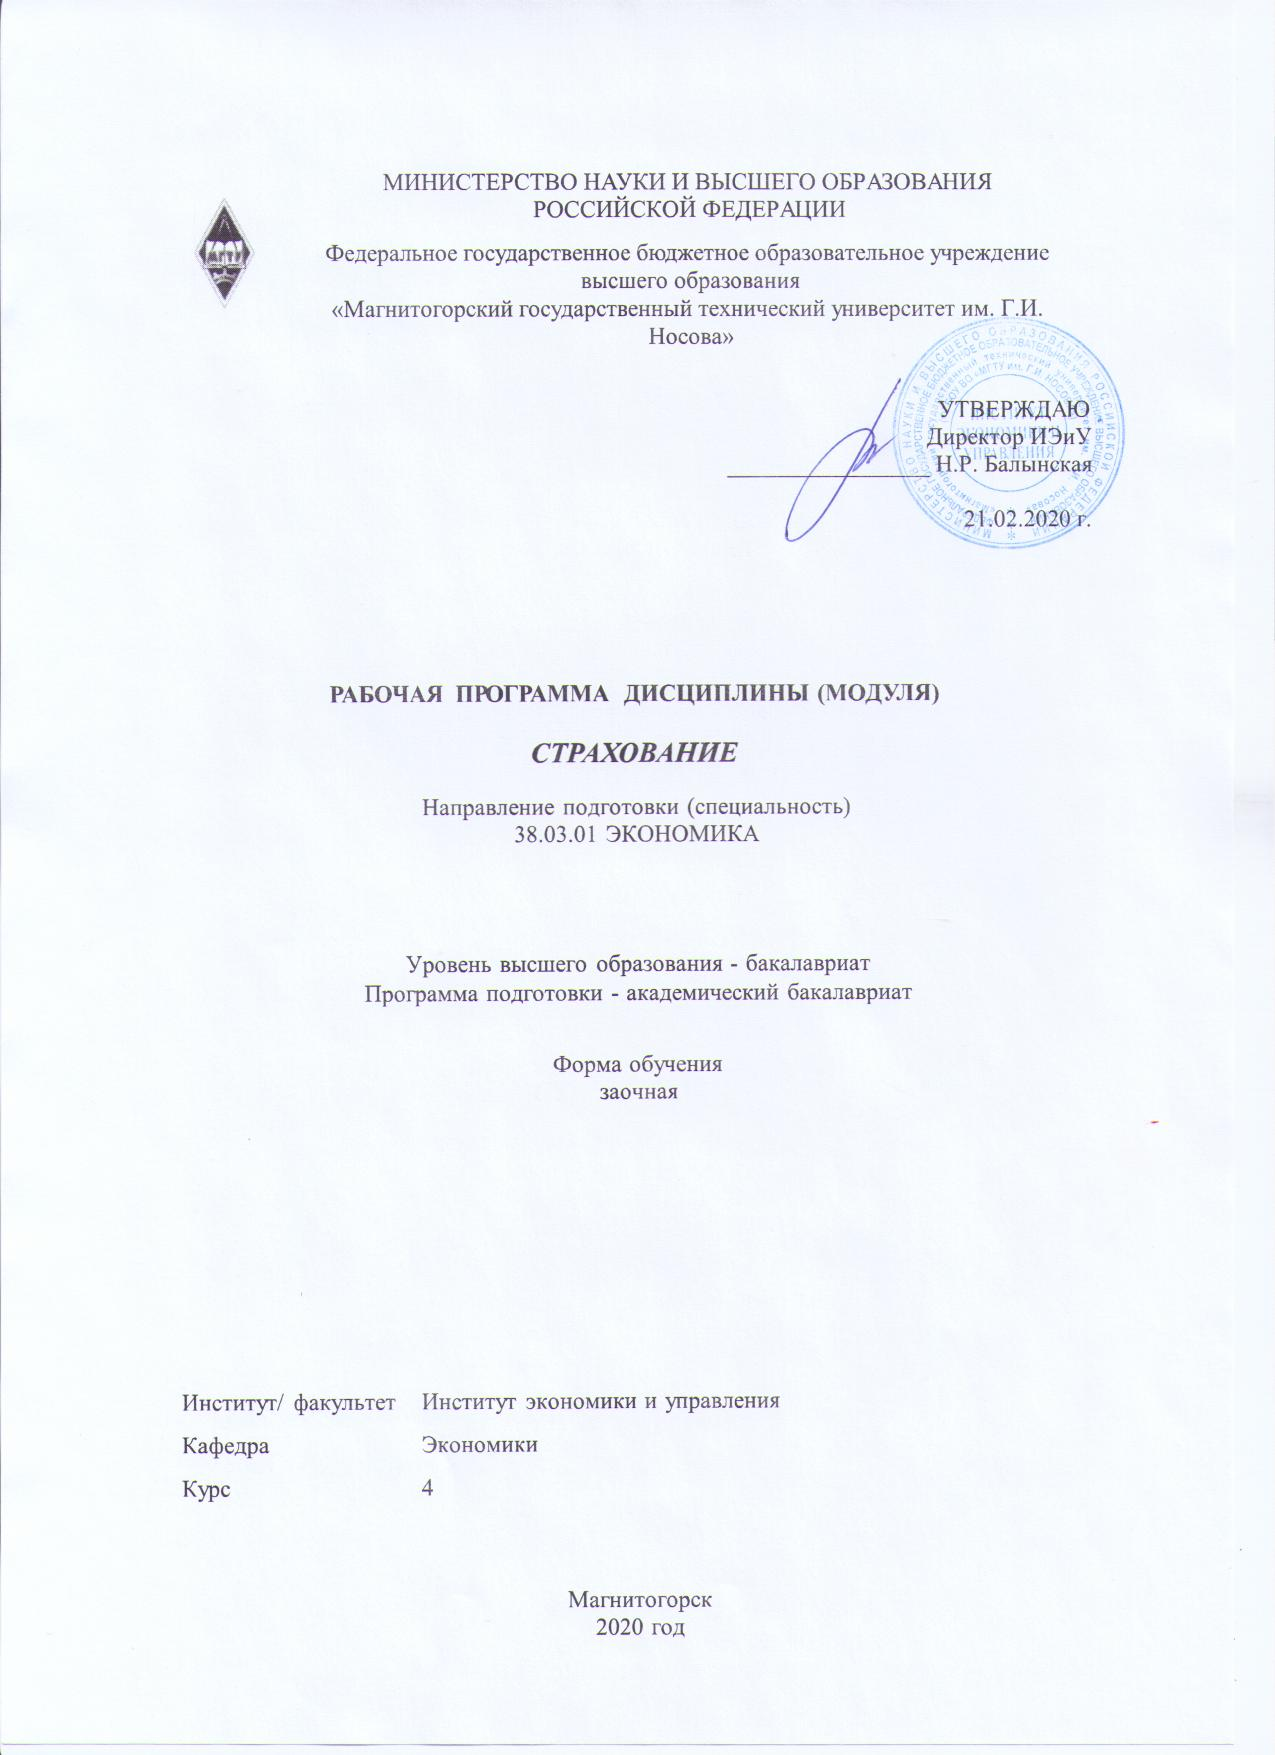 МИНИСТЕРСТВО НАУКИ И ВЫСШЕГО ОБРАЗОВАНИЯ
РОССИЙСКОЙ ФЕДЕРАЦИИ
МГТУ
Федеральное государственное бюджетное образовательное учреждение
высшего образования
«Магнитогорский государственный технический университет им. Г.И.
Носова»
УТВЕРЖДАЮ
Директор ИЭиУ
Н.Р. Балынская
21.02.2020 г.
РАБОЧАЯ ПРОГРАММА ДИСЦИПЛИНЫ (МОДУЛЯ)
СТРАХОВАНИЕ
Направление подготовки (специальность)
38.03.01 ЭКОНОМИКА
Уровень высшего образования - бакалавриат
Программа подготовки - академический бакалавриат
Форма обучения
заочная
Институт/ факультет Институт экономики и управления
Кафедра Экономики
Курс 4
Магнитогорск
2020 год